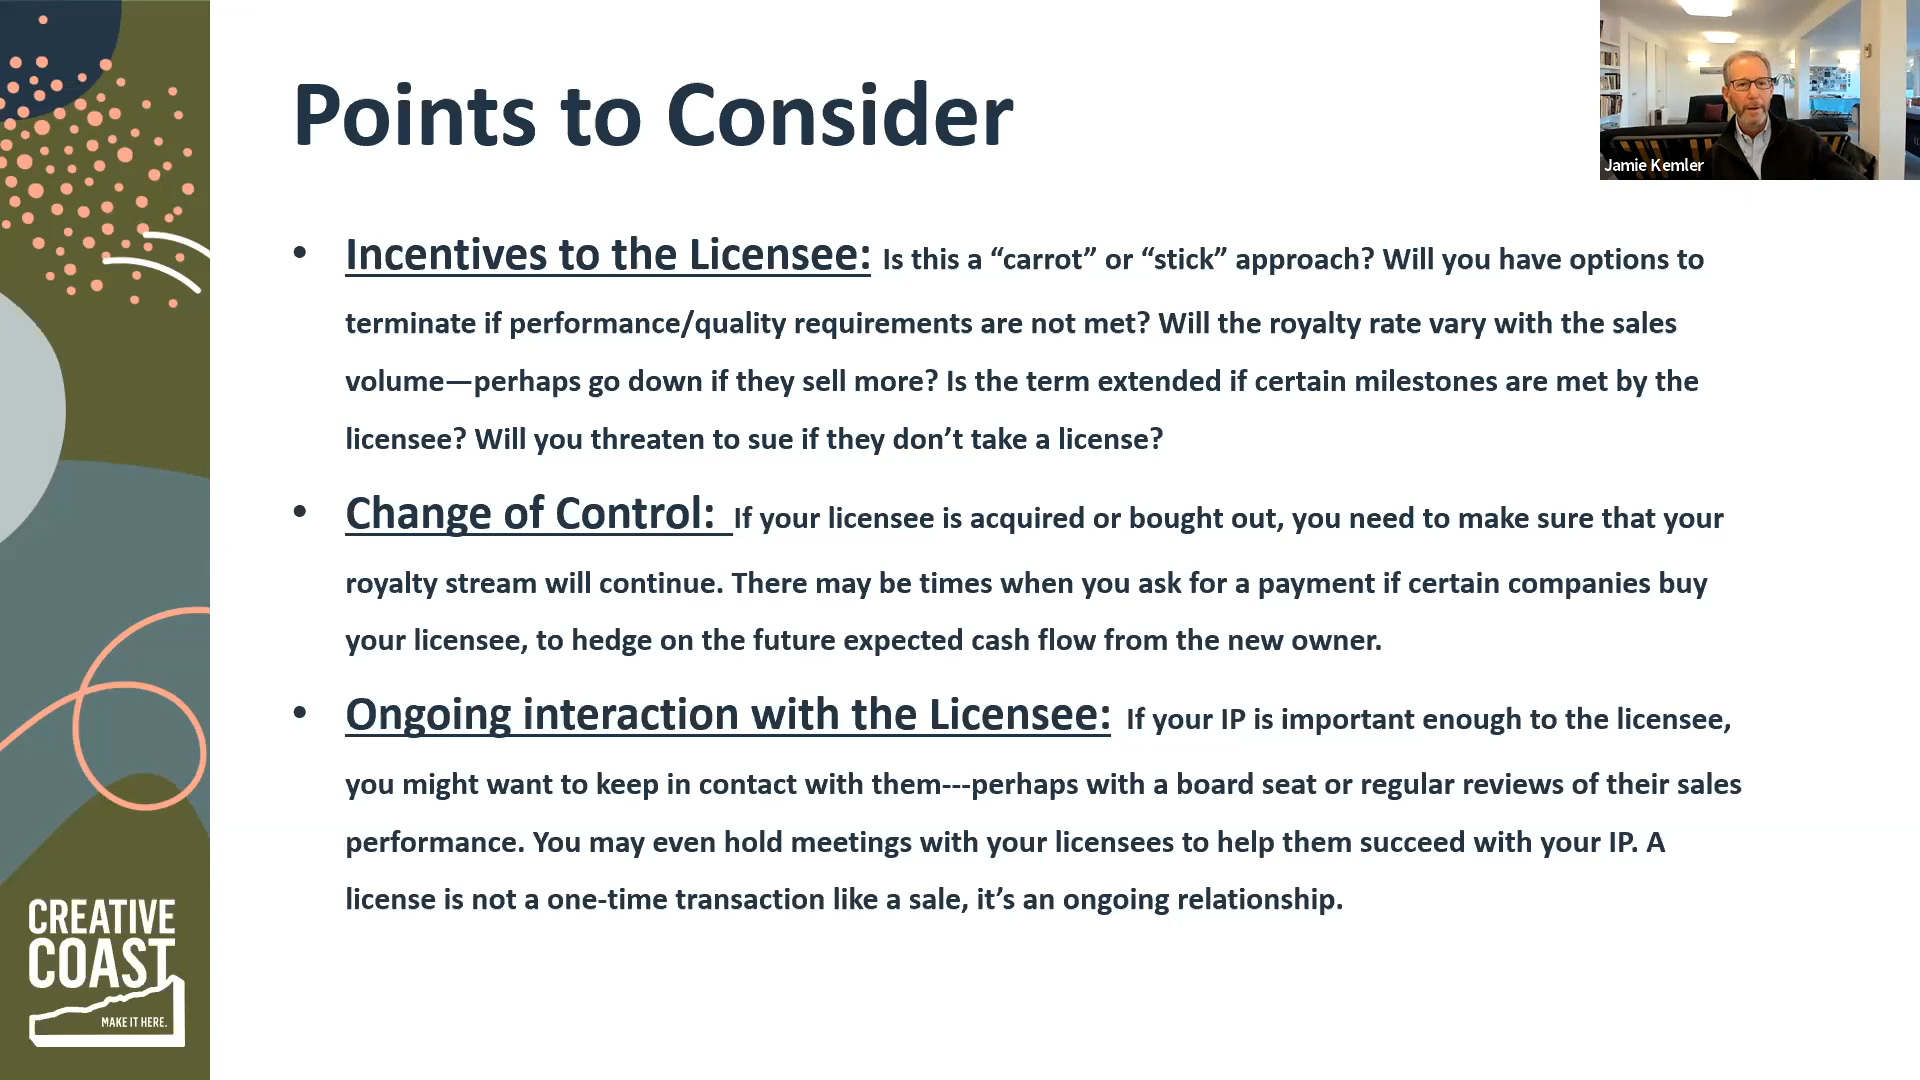 Points to Consider
Jamie Kemler
• Incentives to the Licensee: Is this a “carrot” or “stick” approach? Will you have options to
terminate if performance/quality requirements are not met? Will the royalty rate vary with the sales
volume—perhaps go down if they sell more? Is the term extended if certain milestones are met by the
licensee? Will you threaten to sue if they don’t take a license?
• Change of Control: If your licensee is acquired or bought out, you need to make sure that your
royalty stream will continue. There may be times when you ask for a payment if certain companies buy
your licensee, to hedge on the future expected cash flow from the new owner.
• Ongoing interaction with the Licensee: If your IP is important enough to the licensee,
you might want to keep in contact with them---perhaps with a board seat or regular reviews of their sales
performance. You may even hold meetings with your licensees to help them succeed with your IP. A
license is not a one-time transaction like a sale, it’s an ongoing relationship.
CREATIVE
COAST
MAKE IT HERE.